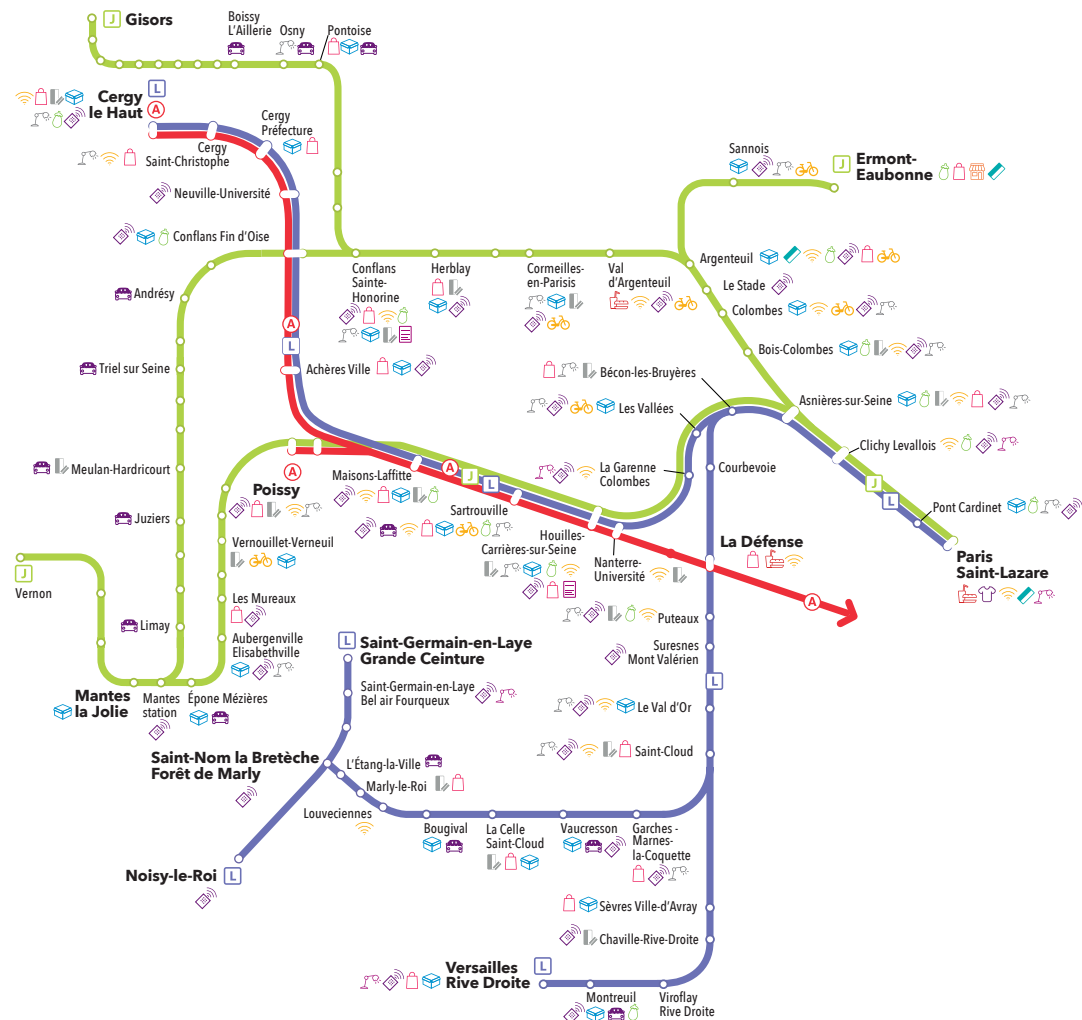 J Gisors
Boissy
L'Aillerie
Osny
Pontoise
L
Cergy
le Haut
A
Cergy
Préfecture
Cergy
Saint-Christophe
Neuville-Université
Sannois
J Ermont-
Eaubonne
Conflans Fin d'Oise
Argenteuil
Le Stade
Colombes
Bois-Colombes
Conflans
Sainte-
Honorine
Herblay
Cormeilles-
en-Parisis
Val
d'Argenteuil
Andrésy
A
L
Achères Ville
Triel sur Seine
Bécon-les-Bruyères
Les Vallées
Asnières-sur-Seine
Clichy Levallois
Meulan-Hardricourt
A
Poissy
Maisons-Laffitte
A
J
L
La Garenne
Colombes
Courbevoie
J
L
Pont Cardinet
Sartrouville
Juziers
Vernouillet-Verneuil
Houilles-
Carrières-sur-Seine
Nanterre-
Université
La Défense
Paris
Saint-Lazare
J
Vernon
Les Mureaux
A
Limay
Aubergenville
Elisabethville
Puteaux
L
Saint-Germain-en-Laye
Grande Ceinture
Suresnes
Mont Valérien
L
Mantes
la Jolie
Mantes
station
Épone Mézières
Saint-Germain-en-Laye
Bel air Fourqueux
Le Val d'Or
Saint-Cloud
Saint-Nom la Bretèche
Forêt de Marly
L'Étang-la-Ville
Marly-le-Roi
Louveciennes
Bougival
La Celle
Saint-Cloud
Vaucresson
Garches -
Marnes-
la-Coquette
Noisy-le-Roi L
Sèvres Ville-d'Avray
Chaville-Rive-Droite
Versailles
Rive Droite
L
Montreuil
Viroflay
Rive Droite